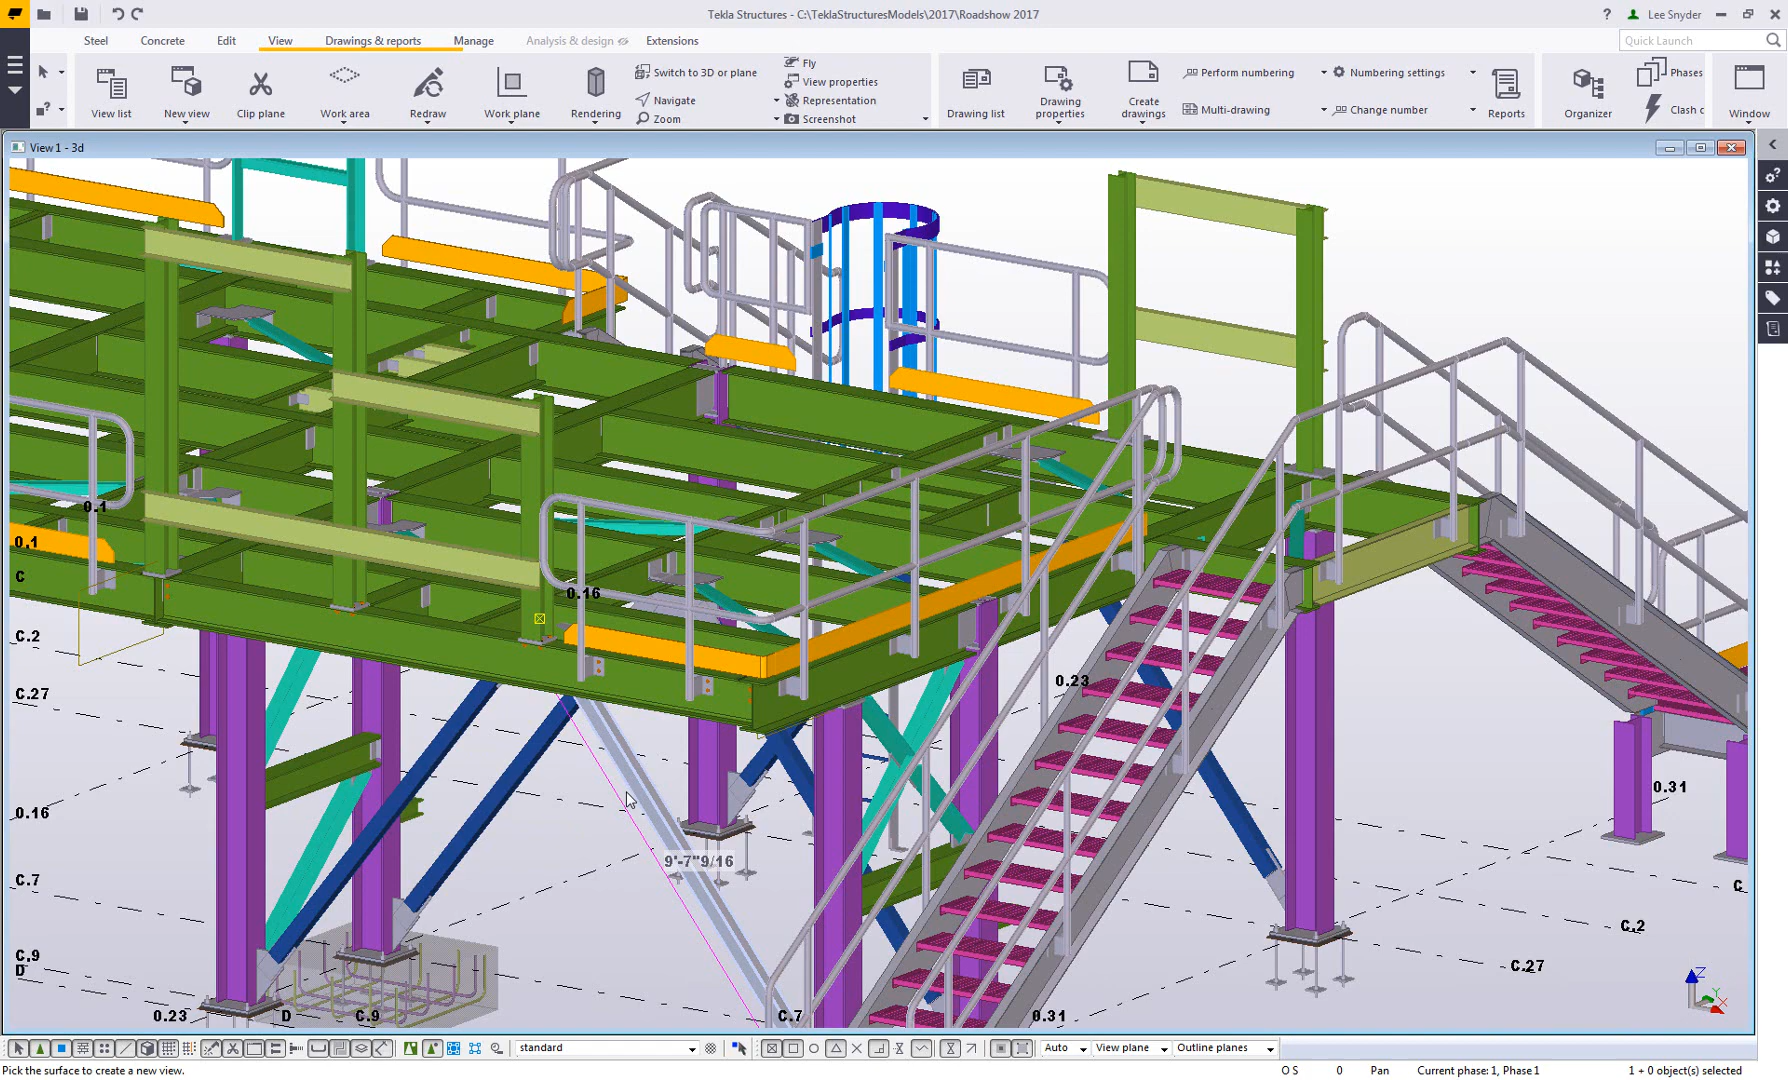 Tekla Structures - C:\TeklaStructuresModels\2017\Roadshow 2017
? Lee Snyder
Steel Concrete Edit View Drawings & reports Manage Analysis & design Extensions
Quick Launch
View list
New view
Clip plane
Work area
Redraw
Work plane
Rendering
Switch to 3D or plane
Navigate
Zoom
Fly
View properties
Representation
Screenshot
Drawing list
Drawing properties
Create drawings
Perform numbering
Multi-drawing
Numbering settings
Change number
Reports
Organizer
Phases
Clash c
Window
View 1 - 3d
0.1
0.1
C
0.16
C.2
0.23
C.27
0.31
0.16
9'-7"9/16
C.7
C
C.2
C.9
D
C.27
0.23
D
C.9
C.7
0.31
Z
Y
X
standard
Auto
View plane
Outline planes
Pick the surface to create a new view.
O S
0
Pan
Current phase: 1, Phase 1
1 + 0 object(s) selected